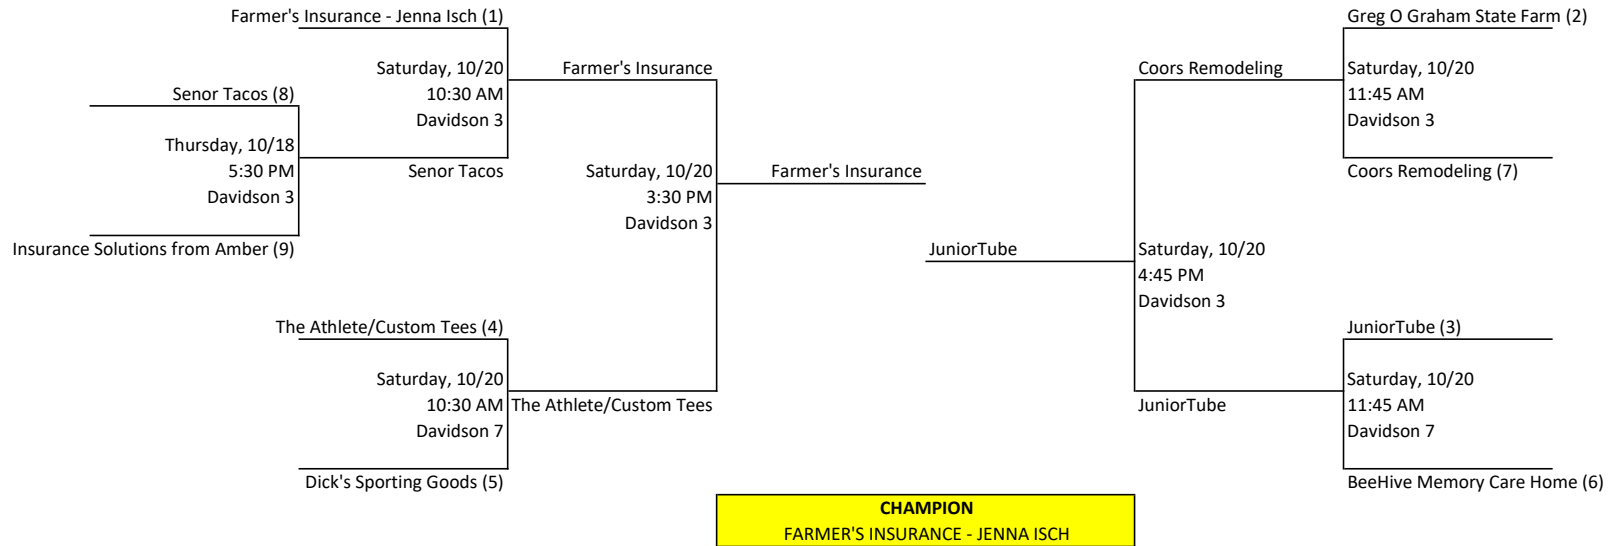 Farmer's Insurance - Jenna Isch (1)
Greg O Graham State Farm (2)
Saturday, 10/20
10:30 AM
Davidson 3
Farmer's Insurance
Coors Remodeling
Saturday, 10/20
11:45 AM
Davidson 3
Senor Tacos (8)
Thursday, 10/18
5:30 PM
Davidson 3
Senor Tacos
Saturday, 10/20
3:30 PM
Davidson 3
Farmer's Insurance
Coors Remodeling (7)
Insurance Solutions from Amber (9)
JuniorTube
Saturday, 10/20
4:45 PM
Davidson 3
The Athlete/Custom Tees (4)
JuniorTube (3)
Saturday, 10/20
10:30 AM
Davidson 7
The Athlete/Custom Tees
JuniorTube
Saturday, 10/20
11:45 AM
Davidson 7
Dick's Sporting Goods (5)
BeeHive Memory Care Home (6)
CHAMPION
FARMER'S INSURANCE - JENNA ISCH